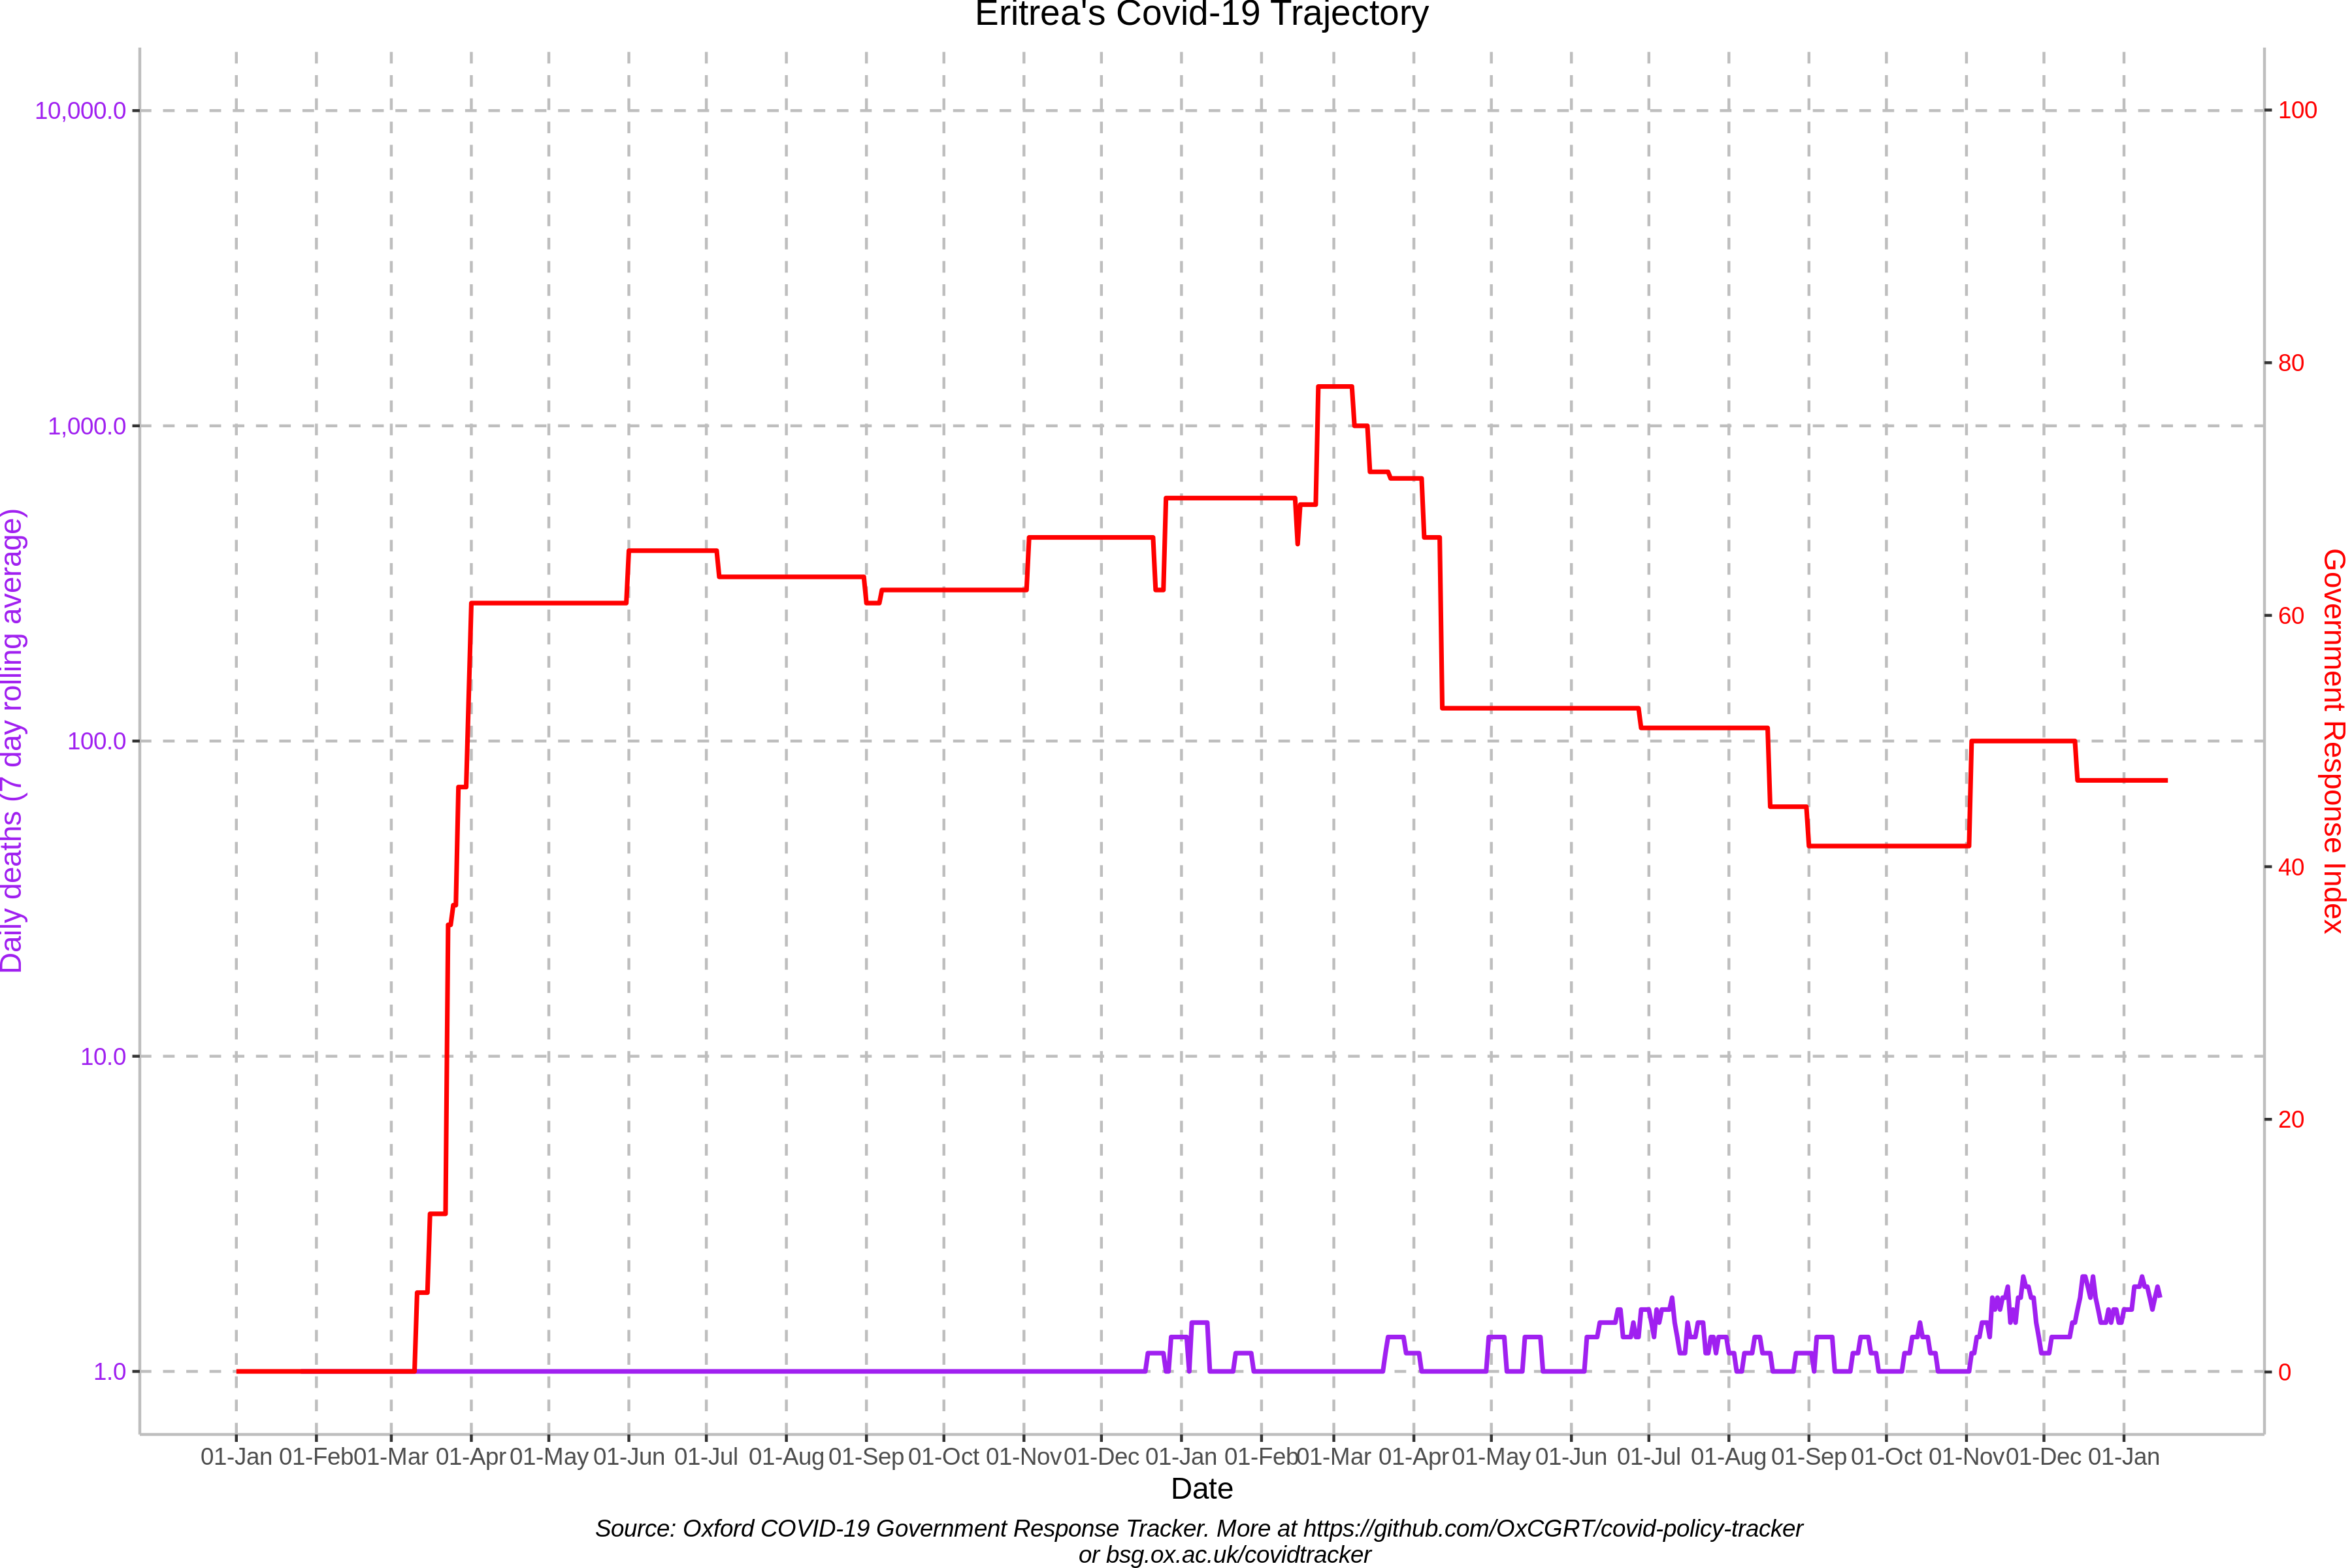 Eritrea's Covid-19 Trajectory
10,000.0
1,000.0
100.0
10.0
1.0
Daily deaths (7 day rolling average)
100
80
60
40
20
0
Government Response Index
01-Jan 01-Feb 01-Mar 01-Apr 01-May 01-Jun 01-Jul 01-Aug 01-Sep 01-Oct 01-Nov 01-Dec 01-Jan 01-Feb 01-Mar 01-Apr 01-May 01-Jun 01-Jul 01-Aug 01-Sep 01-Oct 01-Nov 01-Dec 01-Jan
Date
Source: Oxford COVID-19 Government Response Tracker. More at https://github.com/OxCGRT/covid-policy-tracker
or bsg.ox.ac.uk/covidtracker